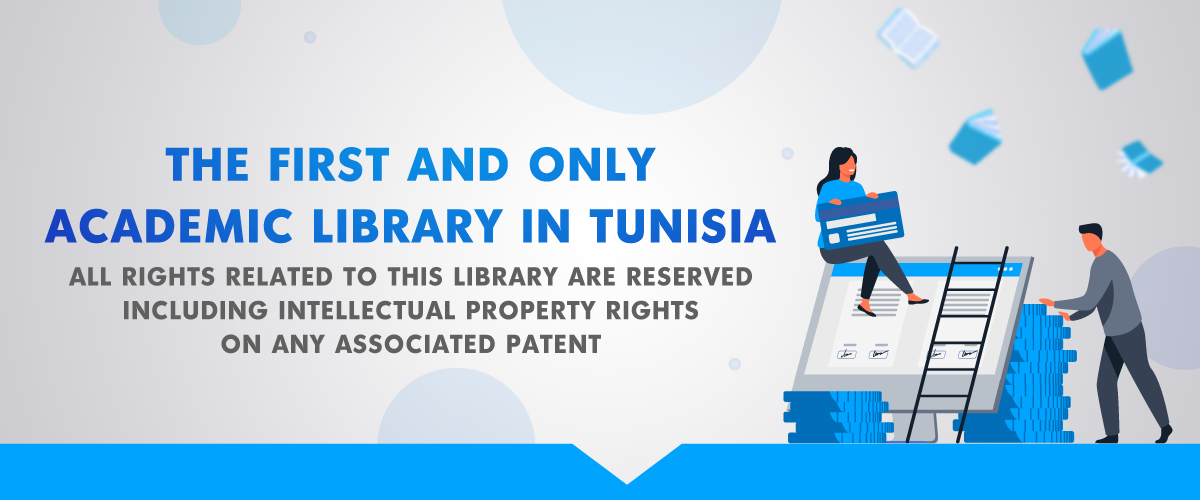 THE FIRST AND ONLY
ACADEMIC LIBRARY IN TUNISIA
ALL RIGHTS RELATED TO THIS LIBRARY ARE RESERVED
INCLUDING INTELLECTUAL PROPERTY RIGHTS
ON ANY ASSOCIATED PATENT